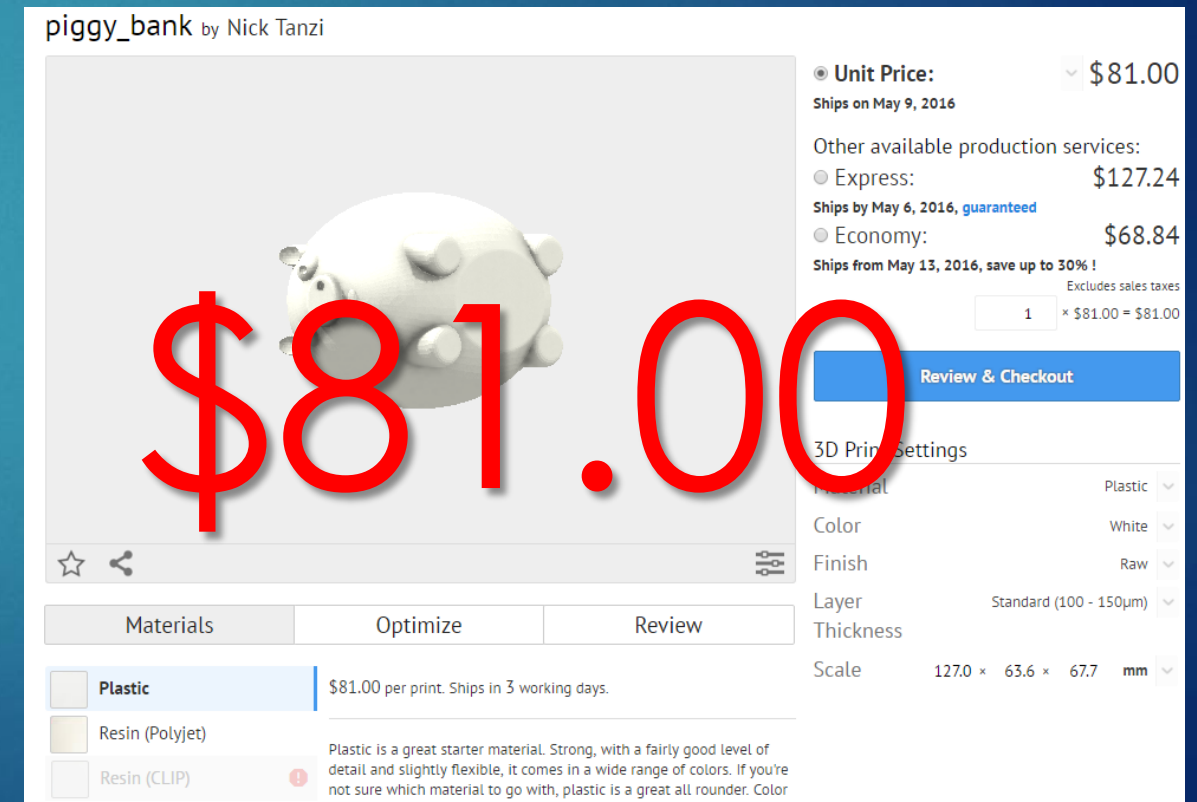 piggy_bank by Nick Tanzi
Unit Price: $81.00
Ships on May 9, 2016
Other available production services:
Express: $127.24
Ships by May 6, 2016, guaranteed
Economy: $68.84
Ships from May 13, 2016, save up to 30% !
Excludes sales taxes
1 × $81.00 = $81.00
$81.00
Review & Checkout
3D Print Settings
Material Plastic
Color White
Finish Raw
Layer Thickness Standard (100 - 150µm)
Scale 127.0 × 63.6 × 67.7 mm
Materials Optimize Review
Plastic
Resin (Polyjet)
Resin (CLIP)
$81.00 per print. Ships in 3 working days.
Plastic is a great starter material. Strong, with a fairly good level of
detail and slightly flexible, it comes in a wide range of colors. If you're
not sure which material to go with, plastic is a great all rounder. Color